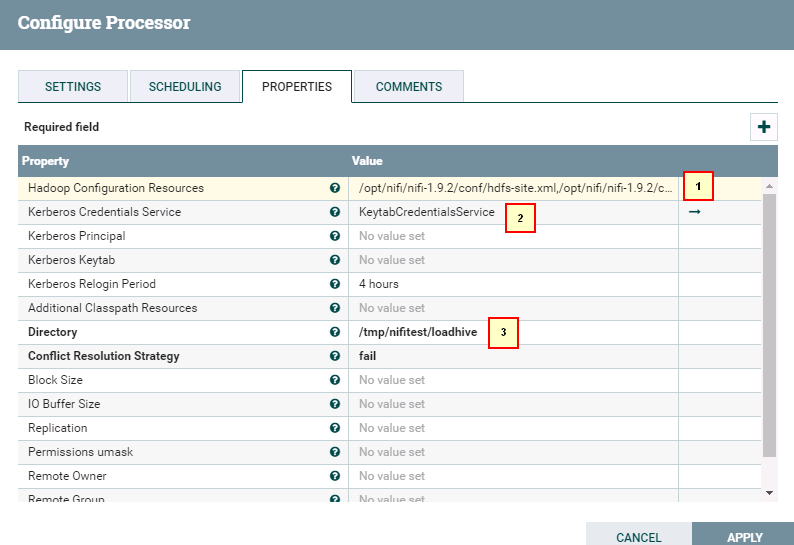 Configure Processor
SETTINGS SCHEDULING PROPERTIES COMMENTS
Required field
Property Value
Hadoop Configuration Resources /opt/nifi/nifi-1.9.2/conf/hdfs-site.xml,/opt/nifi/nifi-1.9.2/c... 1
Kerberos Credentials Service KeytabCredentialsService 2
Kerberos Principal No value set
Kerberos Keytab No value set
Kerberos Relogin Period 4 hours
Additional Classpath Resources No value set
Directory /tmp/nifitest/loadhive 3
Conflict Resolution Strategy fail
Block Size No value set
IO Buffer Size No value set
Replication No value set
Permissions umask No value set
Remote Owner No value set
Remote Group No value set
CANCEL APPLY